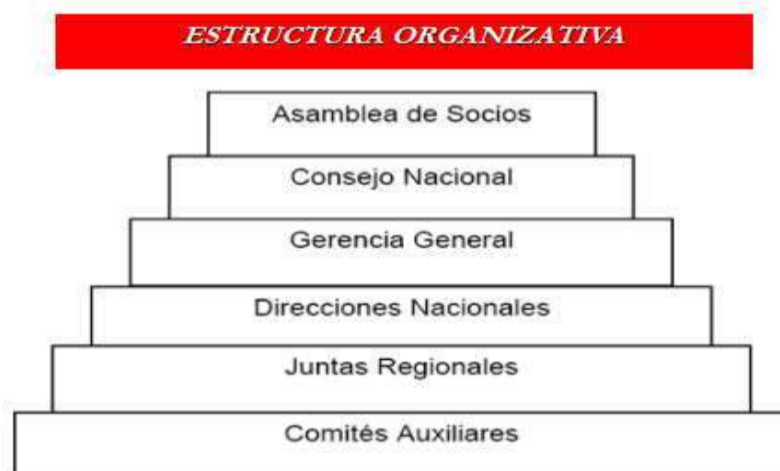 ESTRUCTURA ORGANIZATIVA
Asamblea de Socios
Consejo Nacional
Gerencia General
Direcciones Nacionales
Juntas Regionales
Comités Auxiliares